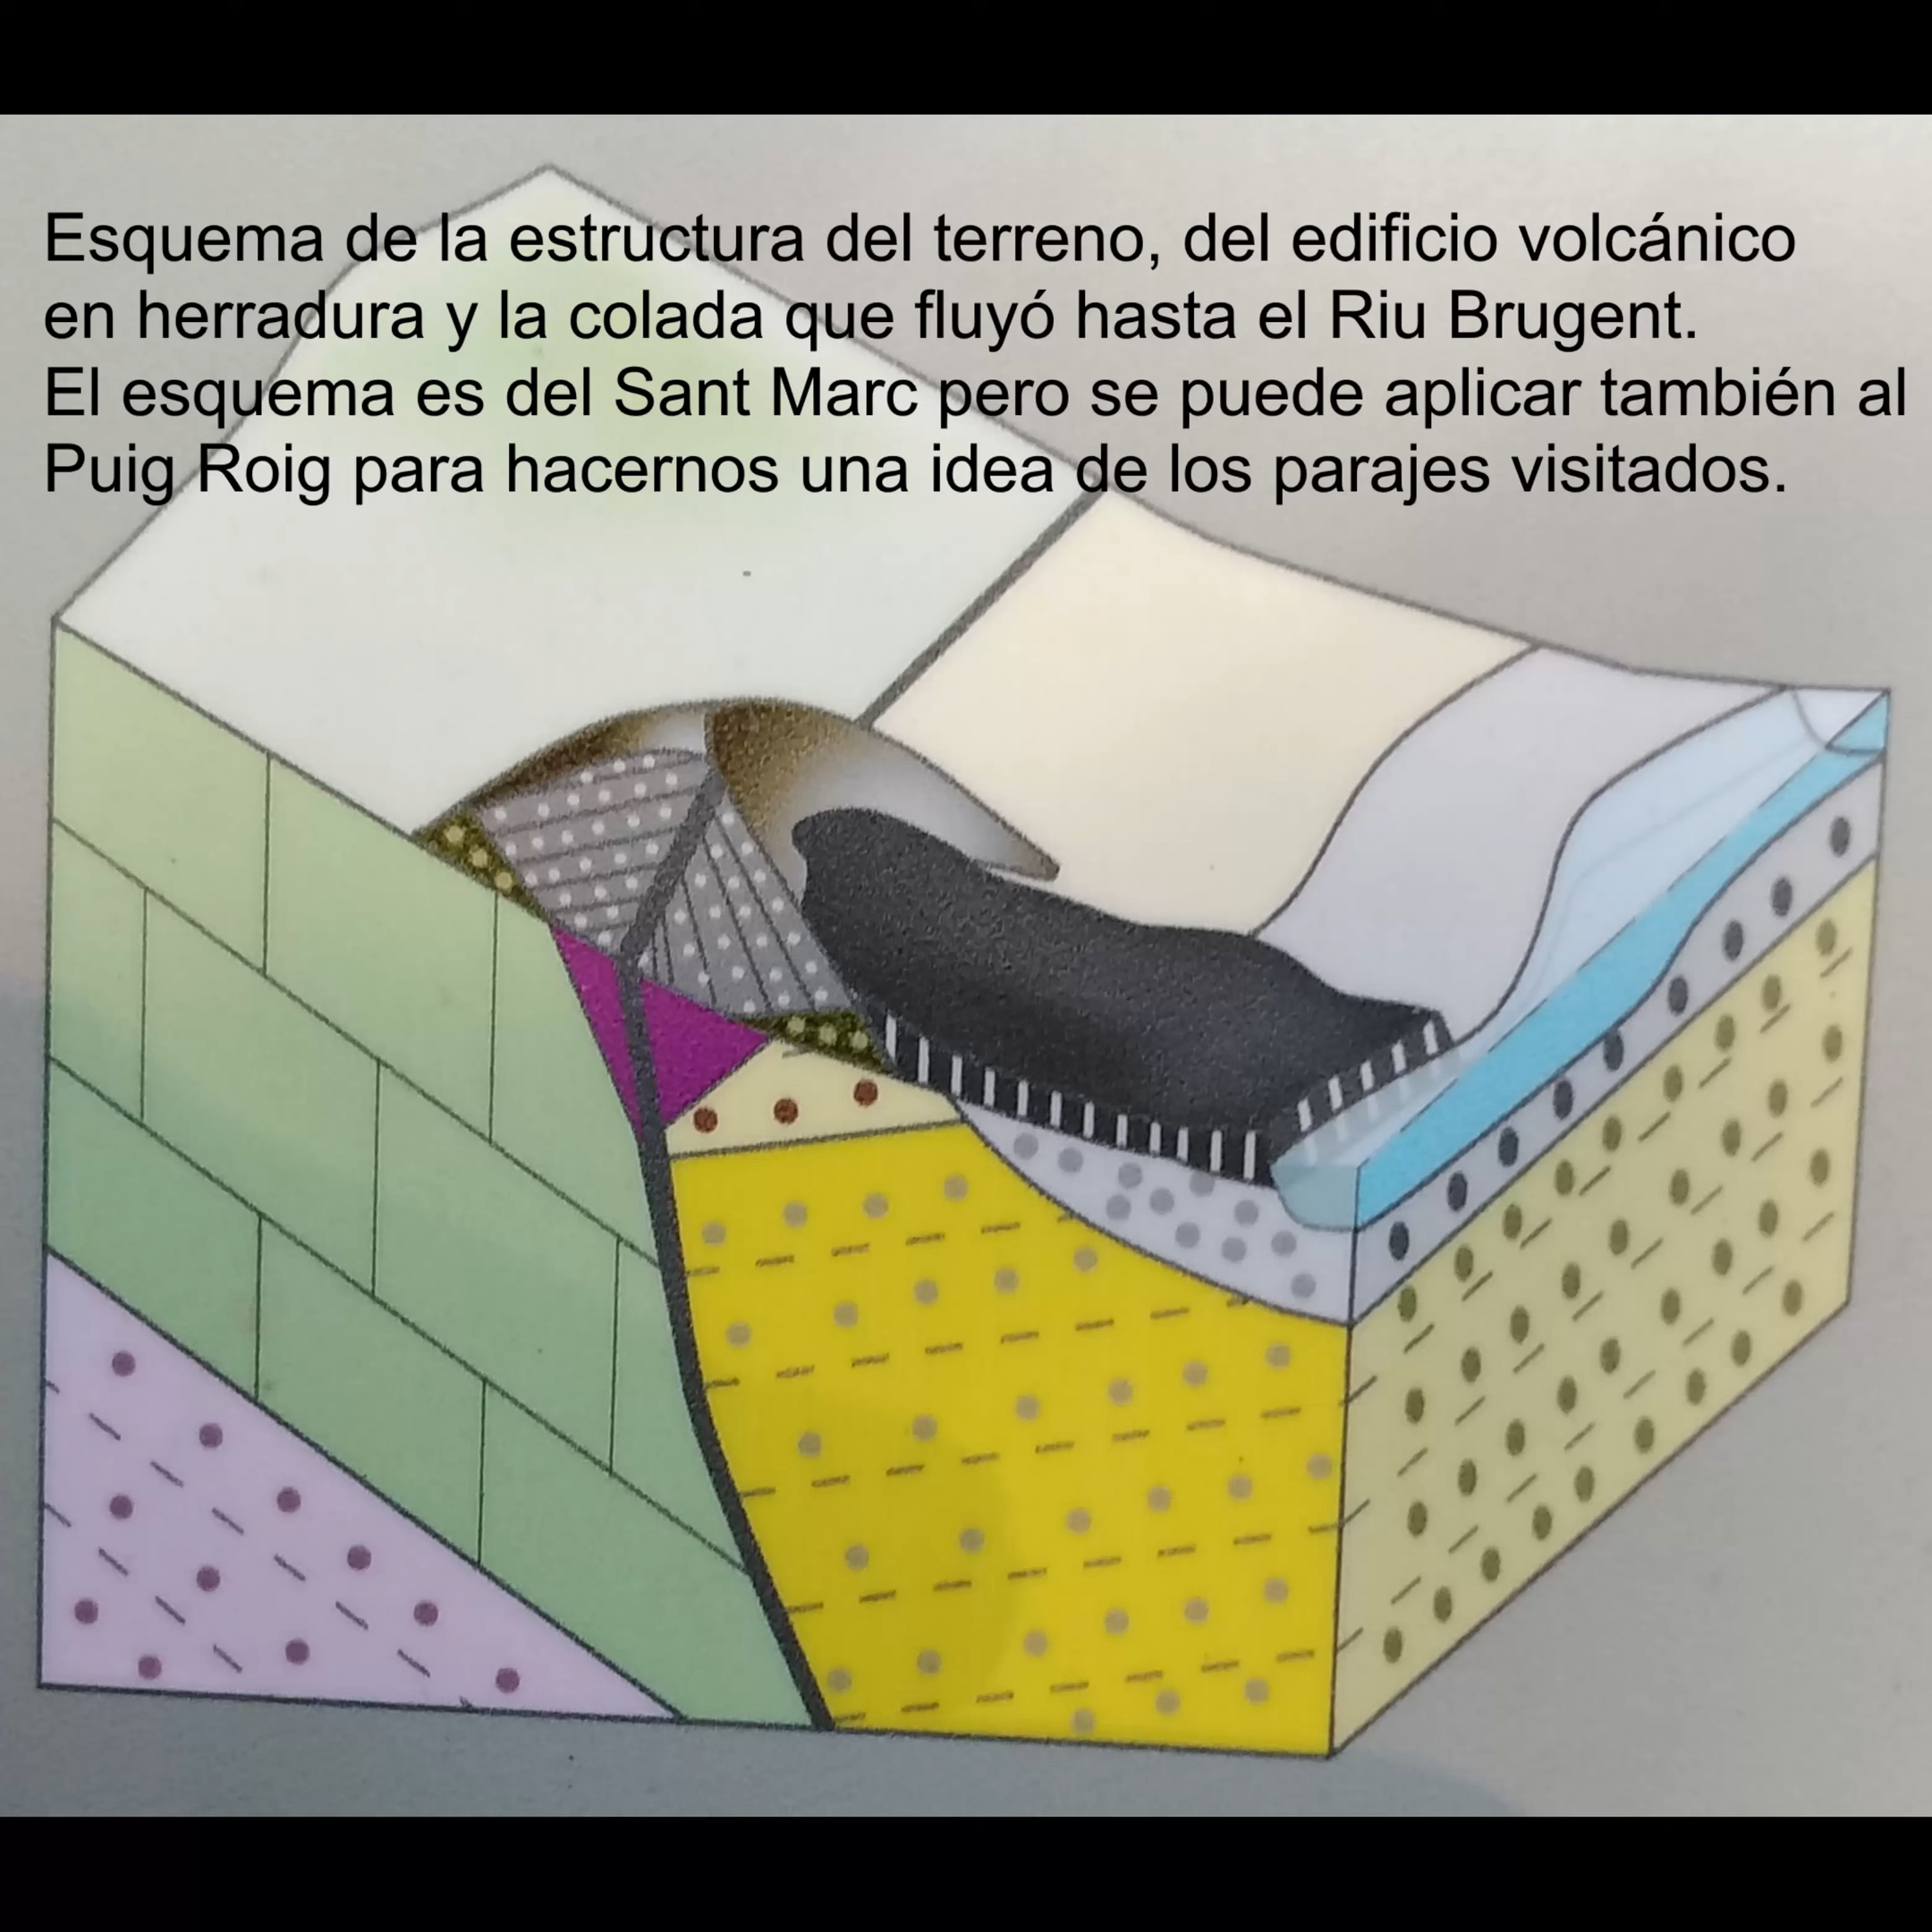 Esquema de la estructura del terreno, del edificio volcánico
en herradura y la colada que fluyó hasta el Riu Brugent.
El esquema es del Sant Marc pero se puede aplicar también al
Puig Roig para hacernos una idea de los parajes visitados.